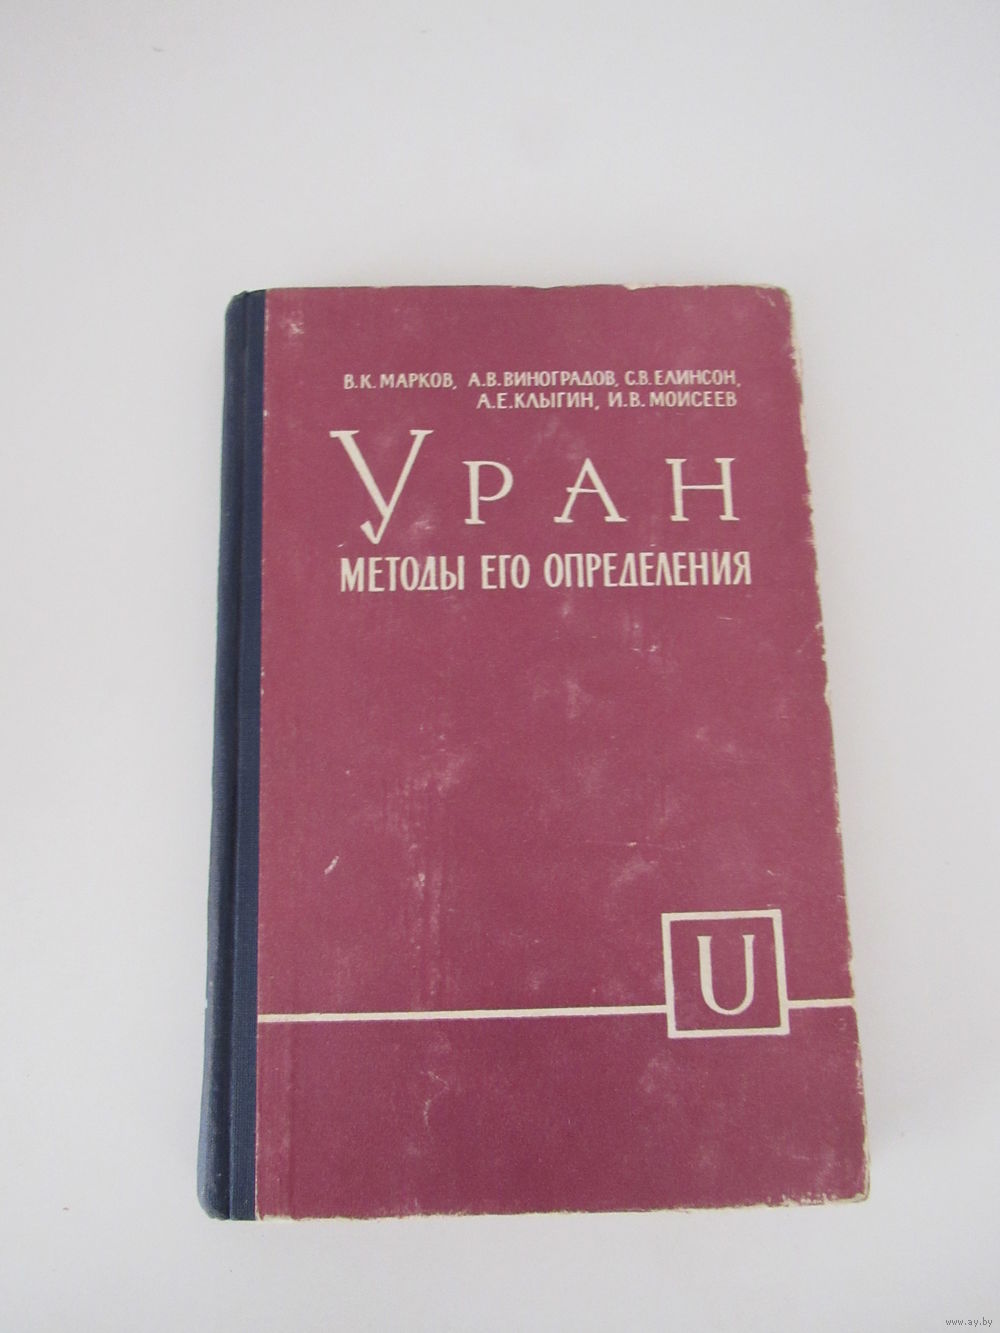 В.К. МАРКОВ, А.В. ВИНОГРАДОВ, С.В. ЕЛИНСОН,
А.Е. КЛЫГИН, И.В. МОИСЕЕВ
УРАН
МЕТОДЫ ЕГО ОПРЕДЕЛЕНИЯ
U
www.ay.by